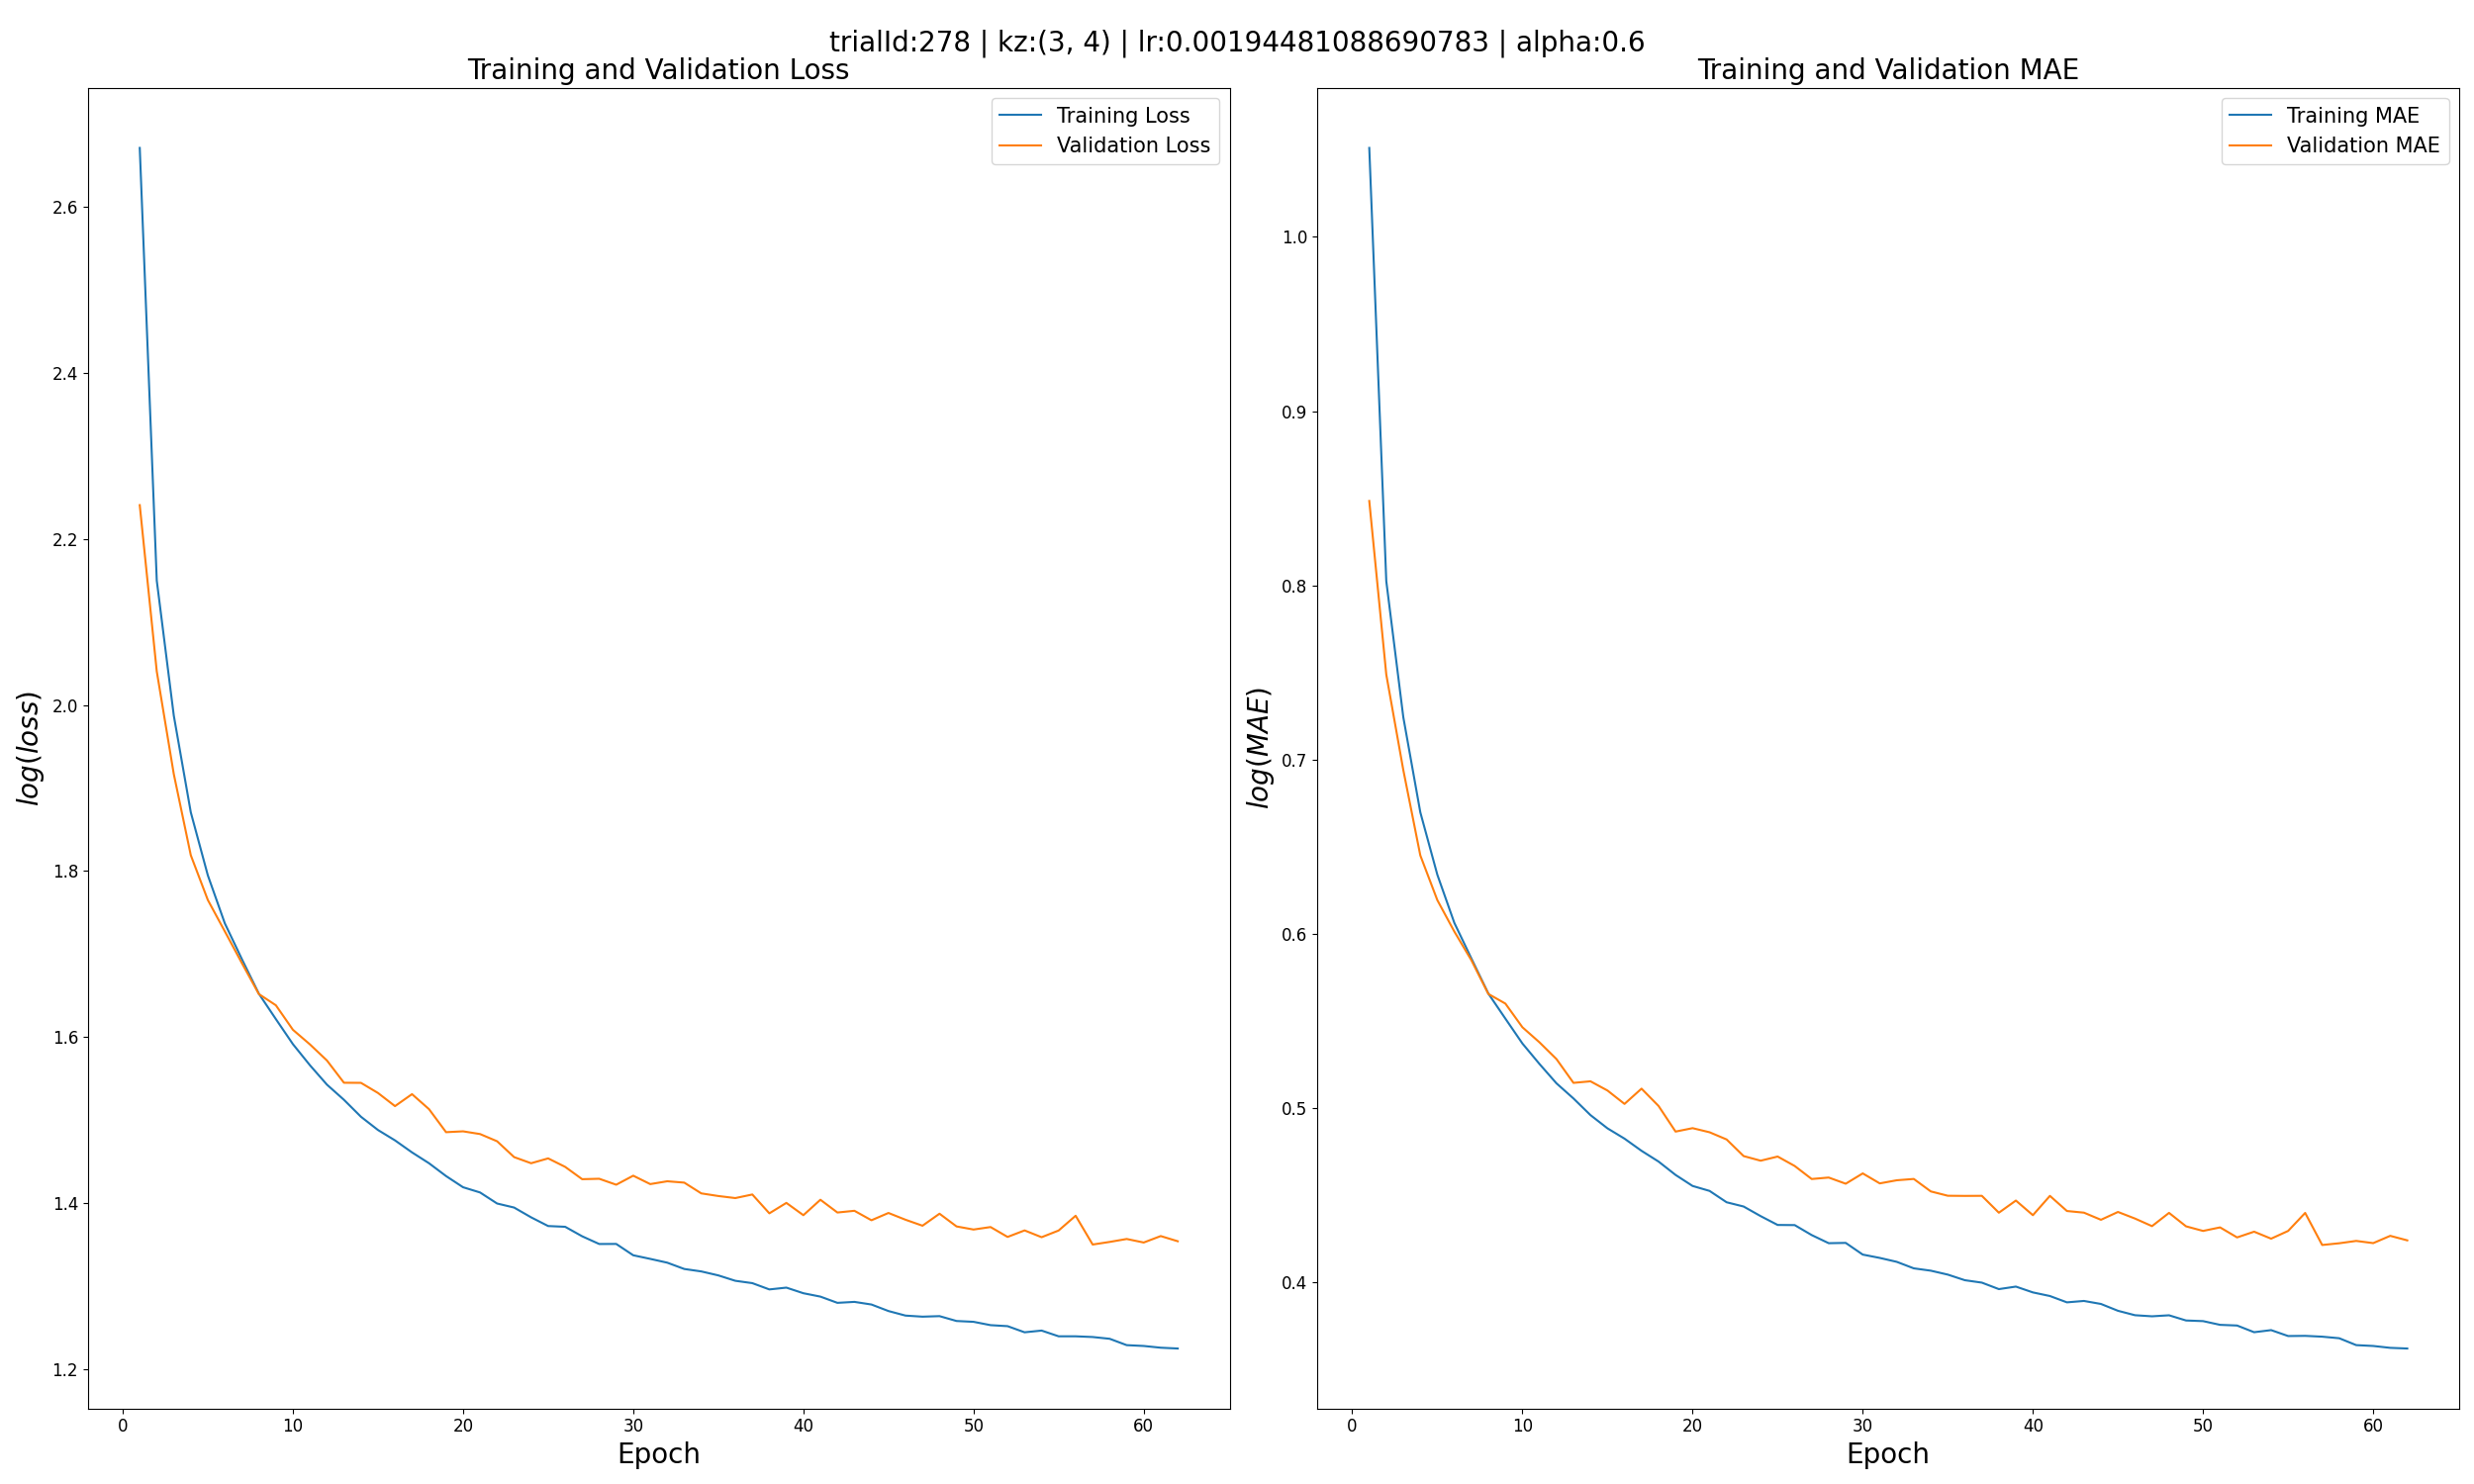 trialId:278 | kz:(3, 4) | lr:0.00194481088690783 | alpha:0.6
Training and Validation Loss
Training Loss
Validation Loss
2.6
2.4
2.2
2.0
1.8
1.6
1.4
1.2
log(loss)
0 10 20 30 40 50 60
Epoch
Training and Validation MAE
Training MAE
Validation MAE
1.0
0.9
0.8
0.7
0.6
0.5
0.4
log(MAE)
0 10 20 30 40 50 60
Epoch